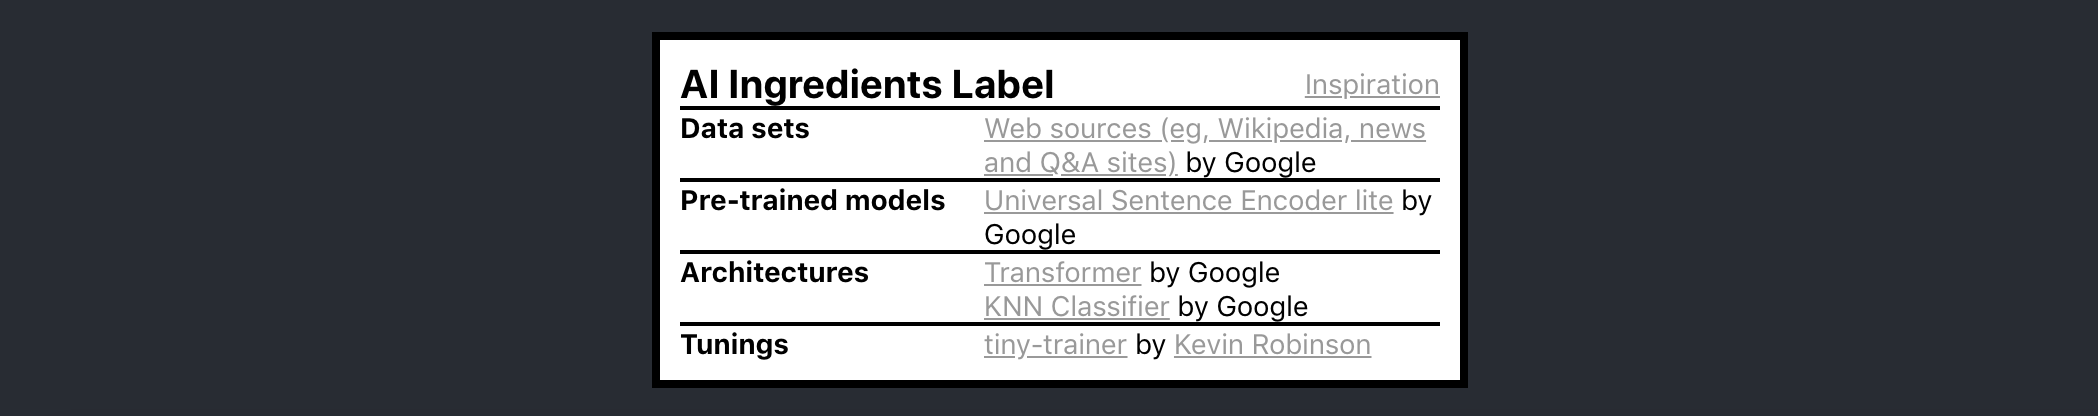 AI Ingredients Label Inspiration
Data sets Web sources (eg, Wikipedia, news
and Q&A sites) by Google
Pre-trained models Universal Sentence Encoder lite by
Google
Architectures Transformer by Google
KNN Classifier by Google
Tunings tiny-trainer by Kevin Robinson